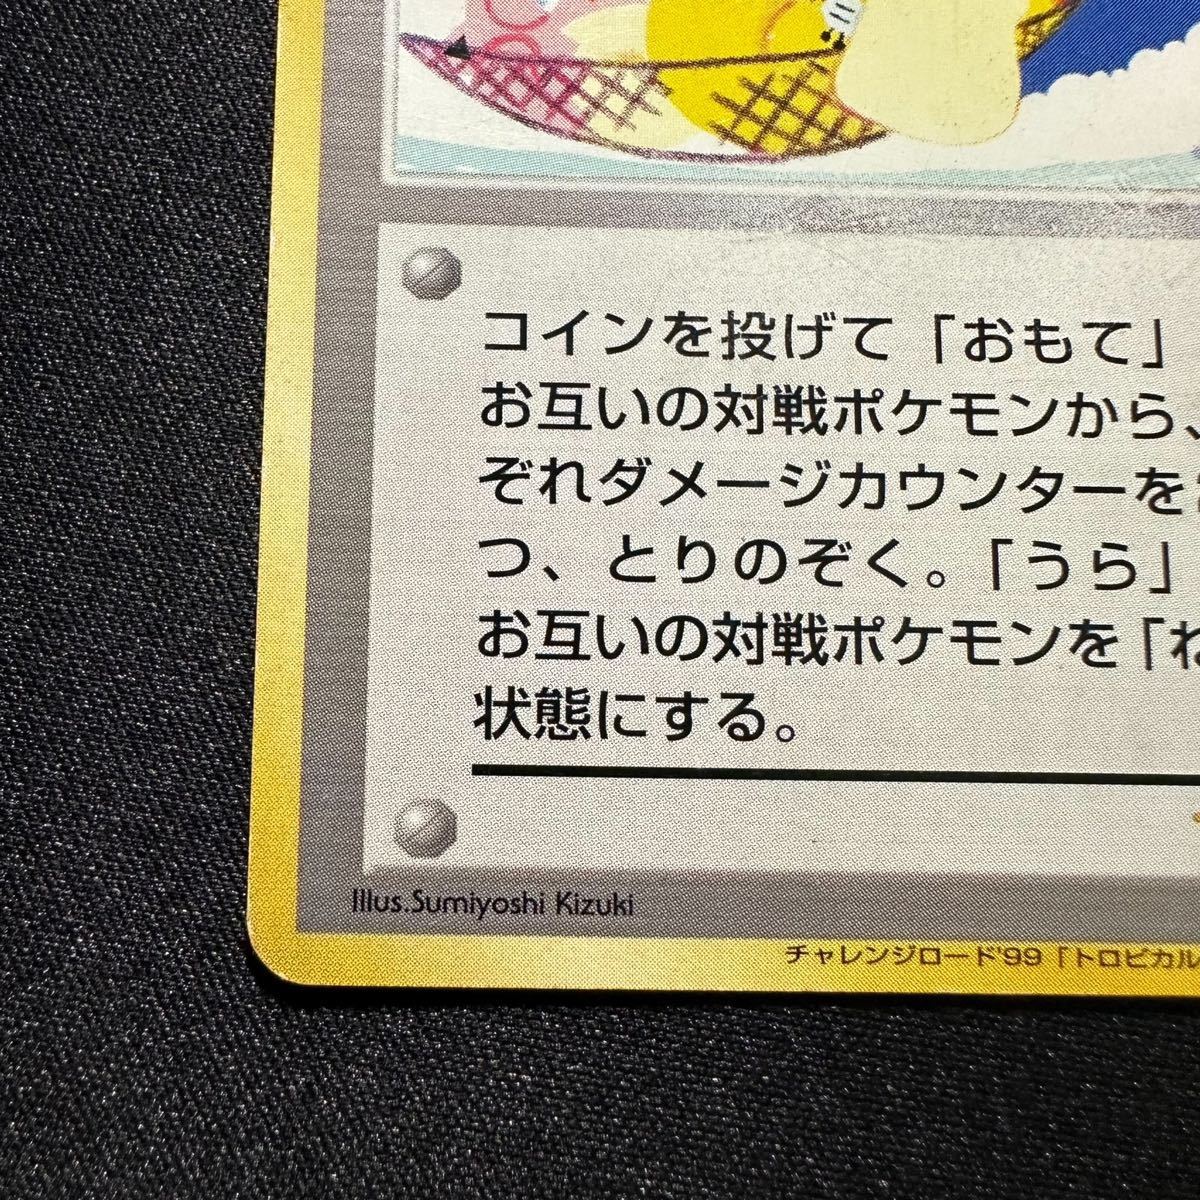 コインを投げて「おもて」
お互いの対戦ポケモンから、
ぞれダメージカウンターを
つ、とりのぞく。「うら」
お互いの対戦ポケモンを「ね
状態にする。
Illus.Sumiyoshi Kizuki
チャレンジロード'99「トロピカル